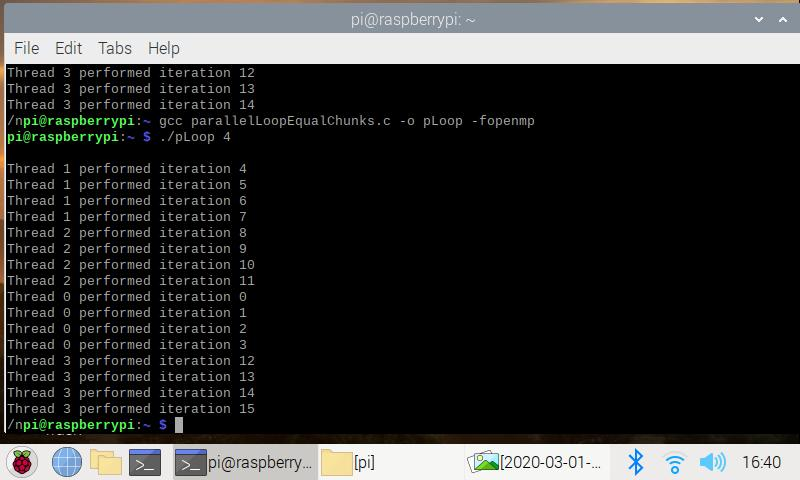 pi@raspberrypi: ~
File Edit Tabs Help
Thread 3 performed iteration 12
Thread 3 performed iteration 13
Thread 3 performed iteration 14
/npi@raspberrypi:~ gcc parallelLoopEqualChunks.c -o pLoop -fopenmp
pi@raspberrypi:~ $ ./pLoop 4
Thread 1 performed iteration 4
Thread 1 performed iteration 5
Thread 1 performed iteration 6
Thread 1 performed iteration 7
Thread 2 performed iteration 8
Thread 2 performed iteration 9
Thread 2 performed iteration 10
Thread 2 performed iteration 11
Thread 0 performed iteration 0
Thread 0 performed iteration 1
Thread 0 performed iteration 2
Thread 0 performed iteration 3
Thread 3 performed iteration 12
Thread 3 performed iteration 13
Thread 3 performed iteration 14
Thread 3 performed iteration 15
/npi@raspberrypi:~ $
>_ >_ pi@raspberry... [pi] [2020-03-01-... 16:40